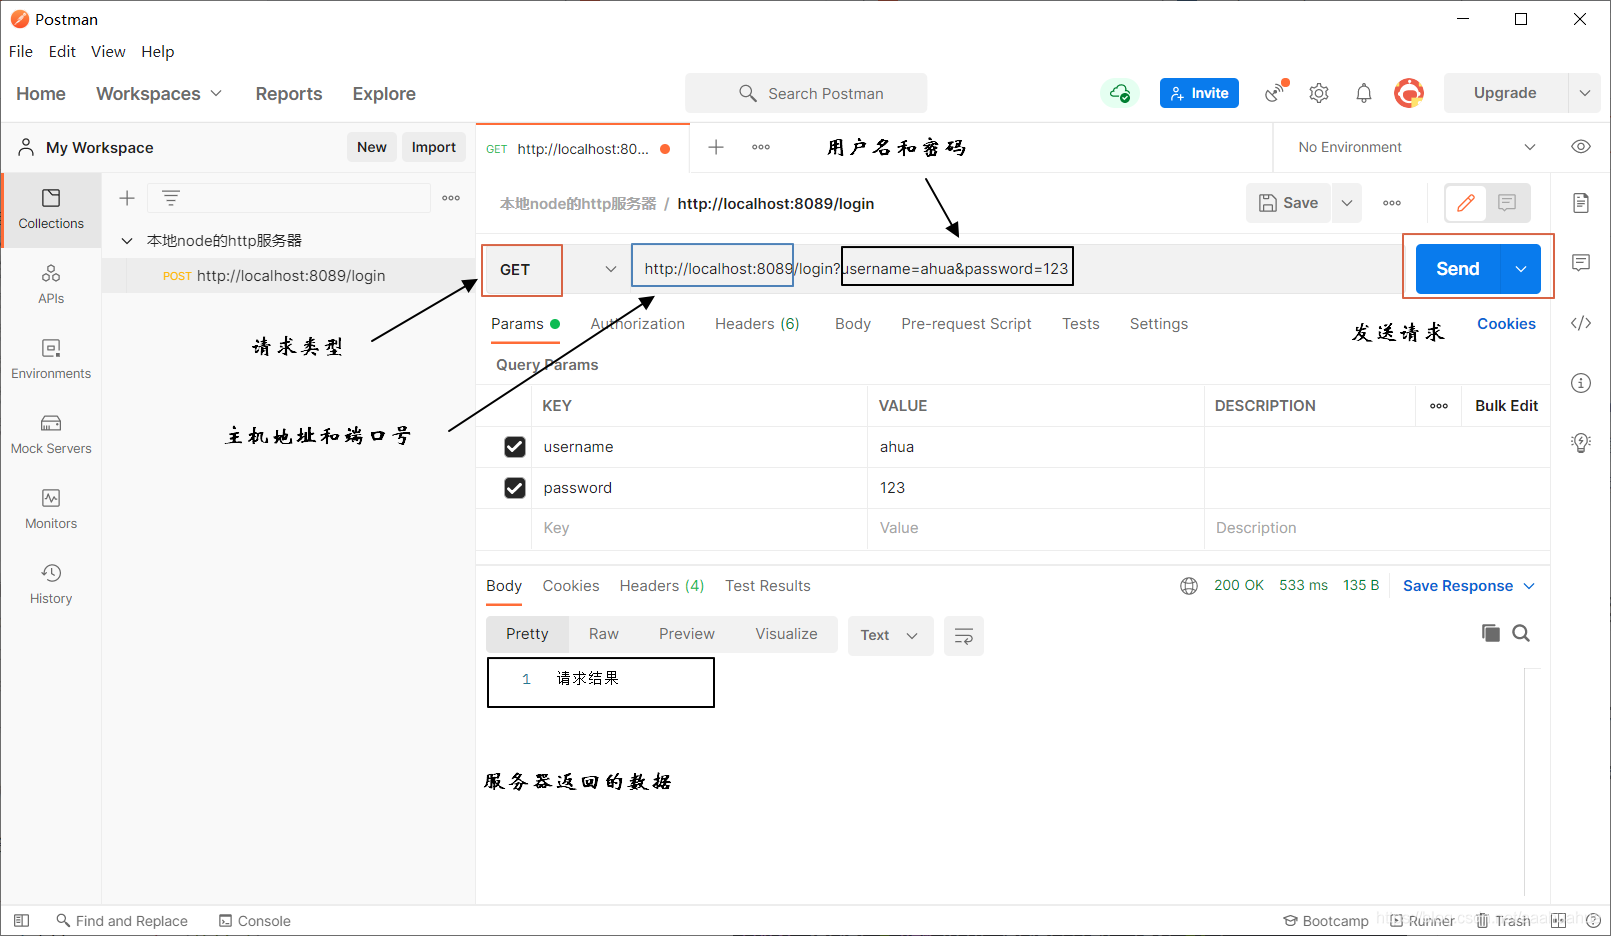 Postman
File Edit View Help
Home Workspaces Reports Explore Search Postman Invite Upgrade
My Workspace New Import
GET http://localhost:80... 用户名和密码 No Environment
本地node的http服务器 / http://localhost:8089/login Save
Collections
本地node的http服务器
POST http://localhost:8089/login
GET http://localhost:8089/login?username=ahua&password=123 Send
APIs
Params Authorization Headers (6) Body Pre-request Script Tests Settings Cookies
发送请求
请求类型
Query Params
Environments
KEY VALUE DESCRIPTION Bulk Edit
主机地址和端口号
username ahua
Mock Servers
password 123
Key Value Description
Monitors
Body Cookies Headers (4) Test Results 200 OK 533 ms 135 B Save Response
History
Pretty Raw Preview Visualize Text
1 请求结果
服务器返回的数据
Find and Replace Console Bootcamp Runner Trash